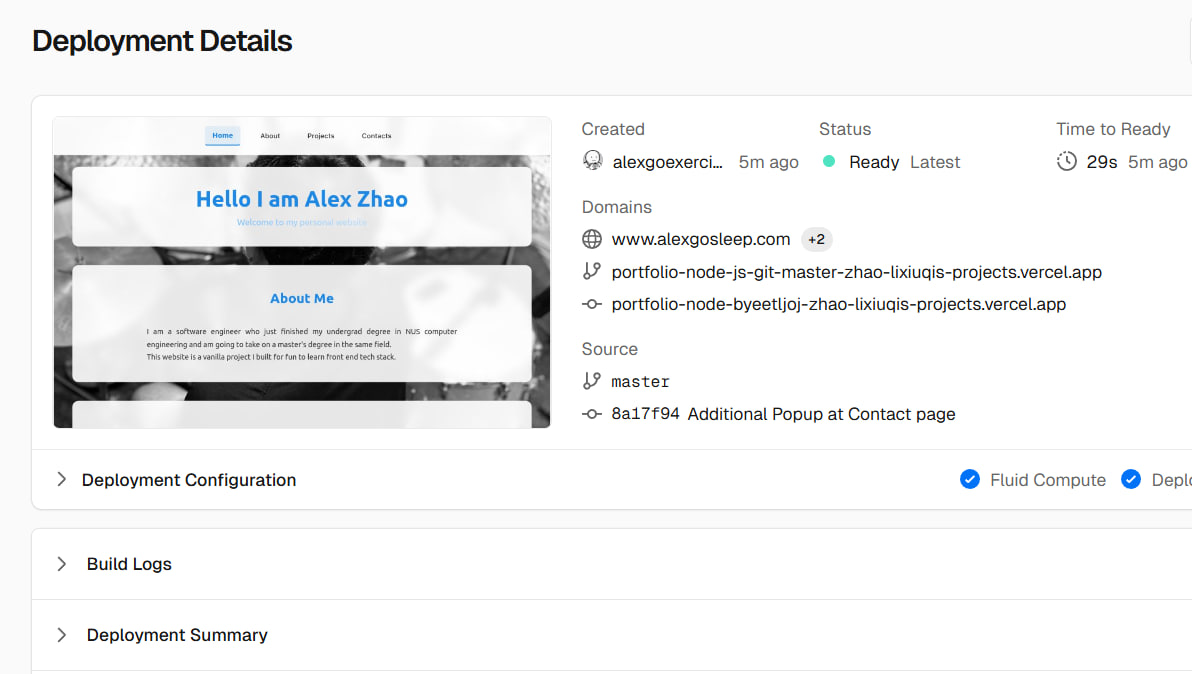 Deployment Details
Home About Projects Contacts
Hello I am Alex Zhao
Welcome to my personal website
About Me
I am a software engineer who just finished my undergrad degree in NUS computer
engineering and am going to take on a master's degree in the same field.
This website is a vanilla project I built for fun to learn front end tech stack.
Created
alexgoexerci... 5m ago
Status
Ready Latest
Time to Ready
29s 5m ago
Domains
www.alexgosleep.com +2
portfolio-node-js-git-master-zhao-lixiuqis-projects.vercel.app
portfolio-node-byeetljoj-zhao-lixiuqis-projects.vercel.app
Source
master
8a17f94 Additional Popup at Contact page
Deployment Configuration
Fluid Compute Deplo
Build Logs
Deployment Summary